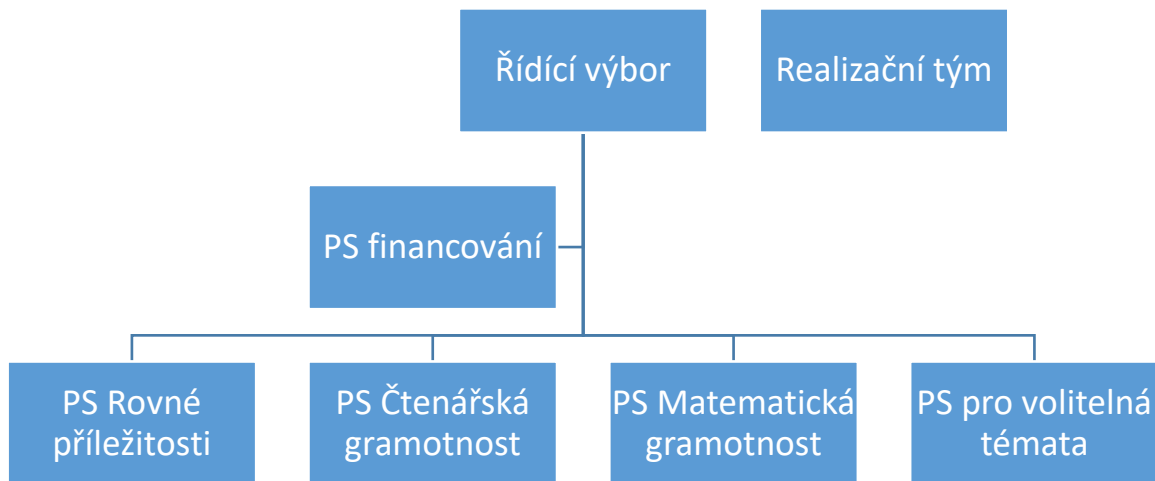 Řídící výbor
Realizační tým
PS financování
PS Rovné
příležitosti
PS Čtenářská
gramotnost
PS Matematická
gramotnost
PS pro volitelná
témata